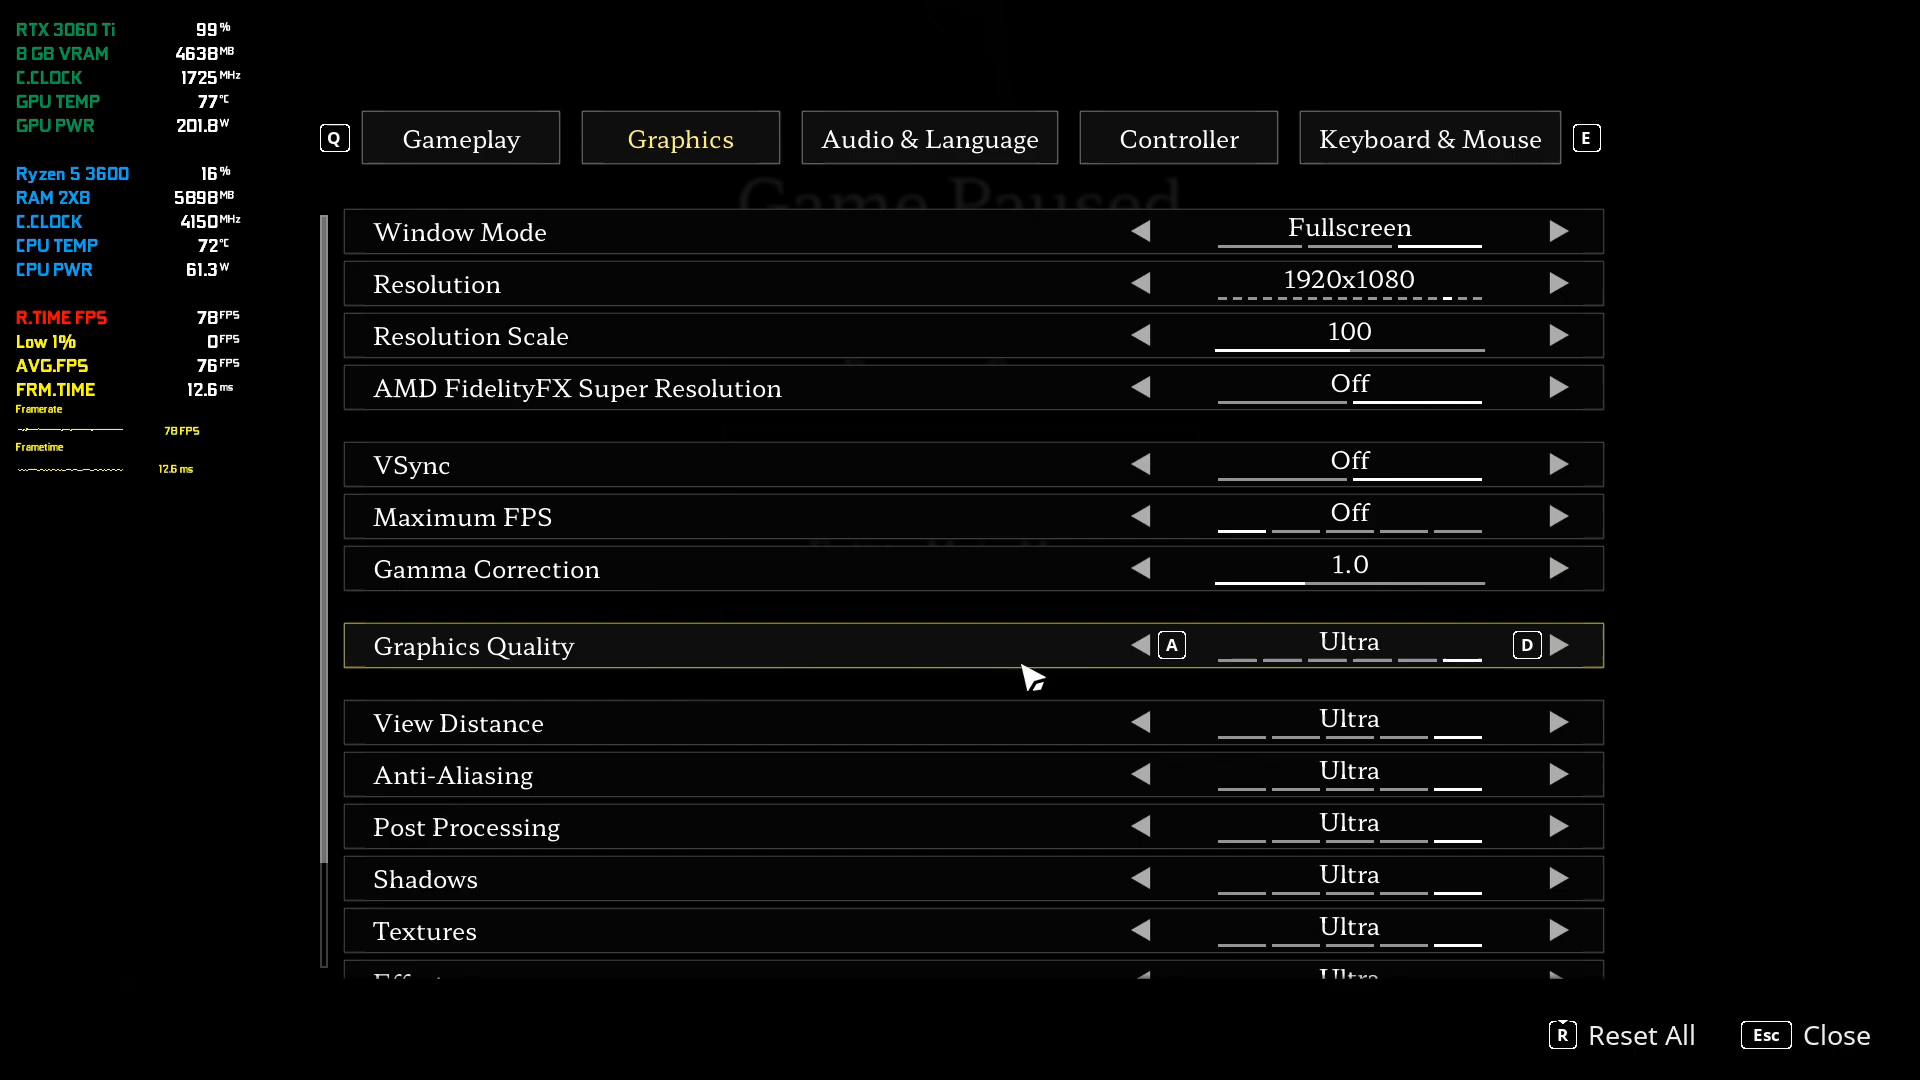 RTX 3060 Ti 99%
8 GB VRAM 4638MB
C.CLOCK 1725MHz
GPU TEMP 77°C
GPU PWR 201.8W
Ryzen 5 3600 16%
RAM 2X8 5898MB
C.CLOCK 4150MHz
CPU TEMP 72°C
CPU PWR 61.3W
R.TIME FPS 78FPS
Low 1% 0FPS
AVG.FPS 76FPS
FRM.TIME 12.6ms
Framerate
78 FPS
Frametime
12.6 ms
Q Gameplay Graphics Audio & Language Controller Keyboard & Mouse E
Game Paused
Window Mode Fullscreen
Resolution 1920x1080
Resolution Scale 100
AMD FidelityFX Super Resolution Off
VSync Off
Maximum FPS Off
Gamma Correction 1.0
Graphics Quality A Ultra D
View Distance Ultra
Anti-Aliasing Ultra
Post Processing Ultra
Shadows Ultra
Textures Ultra
Ultra
R Reset All Esc Close